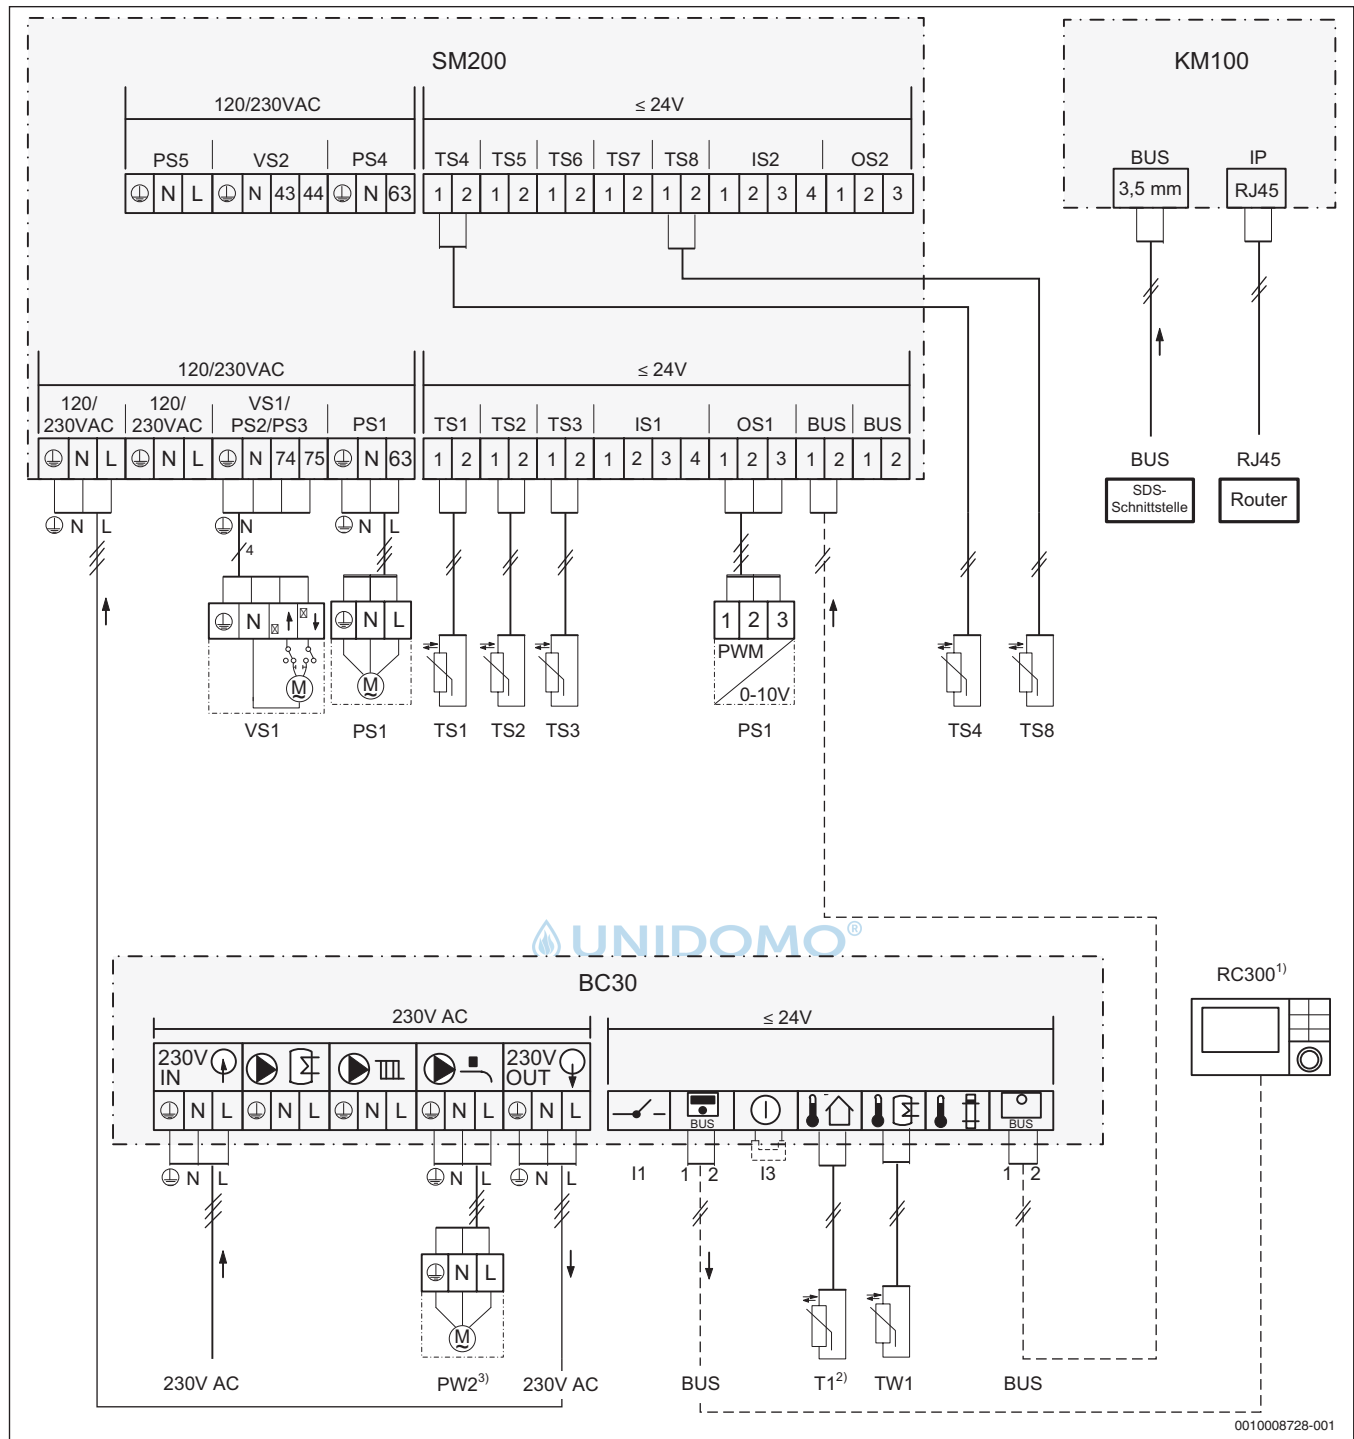 SM200
KM100
120/230VAC ≤ 24V
PS5 VS2 PS4 TS4 TS5 TS6 TS7 TS8 IS2 OS2
N L N 43 44 N 63 1 2 1 2 1 2 1 2 1 2 1 2 3 4 1 2 3
BUS IP
3,5 mm RJ45
120/230VAC ≤ 24V
120/ 120/ VS1/
230VAC 230VAC PS2/PS3 PS1 TS1 TS2 TS3 IS1 OS1 BUS BUS
N L N L N 74 75 N 63 1 2 1 2 1 2 1 2 3 4 1 2 3 1 2 1 2
BUS RJ45
SDS-
Schnittstelle
Router
N L N N L
4
N N L 1 2 3
PWM
0-10V
M M
VS1 PS1 TS1 TS2 TS3 PS1 TS4 TS8
UNIDOMO®
BC30
RC300¹⁾
230V AC ≤ 24V
230V
IN
230V
OUT
N L N L N L N L N L BUS BUS
N L N L N L I1 1 2 I3 1 2
N L
M
230V AC PW2³⁾ 230V AC BUS T1²⁾ TW1 BUS
0010008728-001